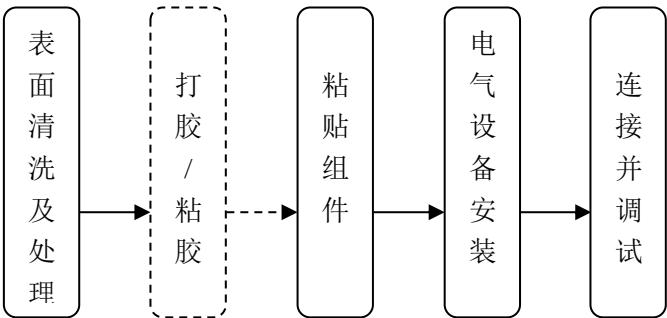 表面清洗及处理
打胶/粘胶
粘贴组件
电气设备安装
连接并调试